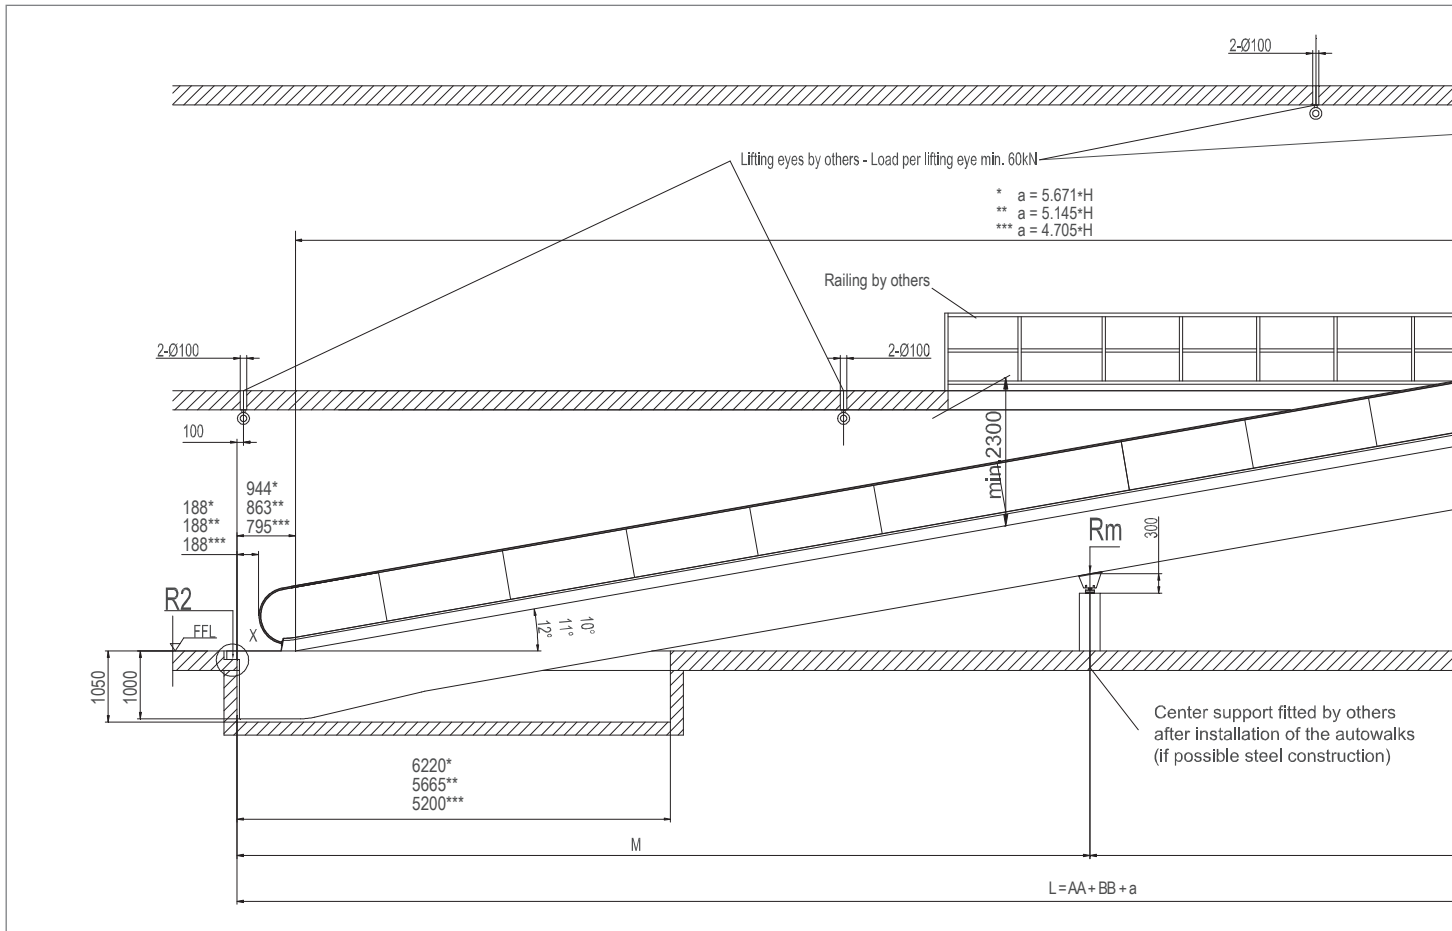 2-Ø100
Lifting eyes by others - Load per lifting eye min. 60kN
* a = 5.671*H
** a = 5.145*H
*** a = 4.705*H
Railing by others
2-Ø100
2-Ø100
100
944*
863**
795***
188*
188**
188***
min.2300
Rm
300
R2
FFL
X
10°
11°
12°
1050
1000
Center support fitted by others
after installation of the autowalks
(if possible steel construction)
6220*
5665**
5200***
M
L=AA+BB+a